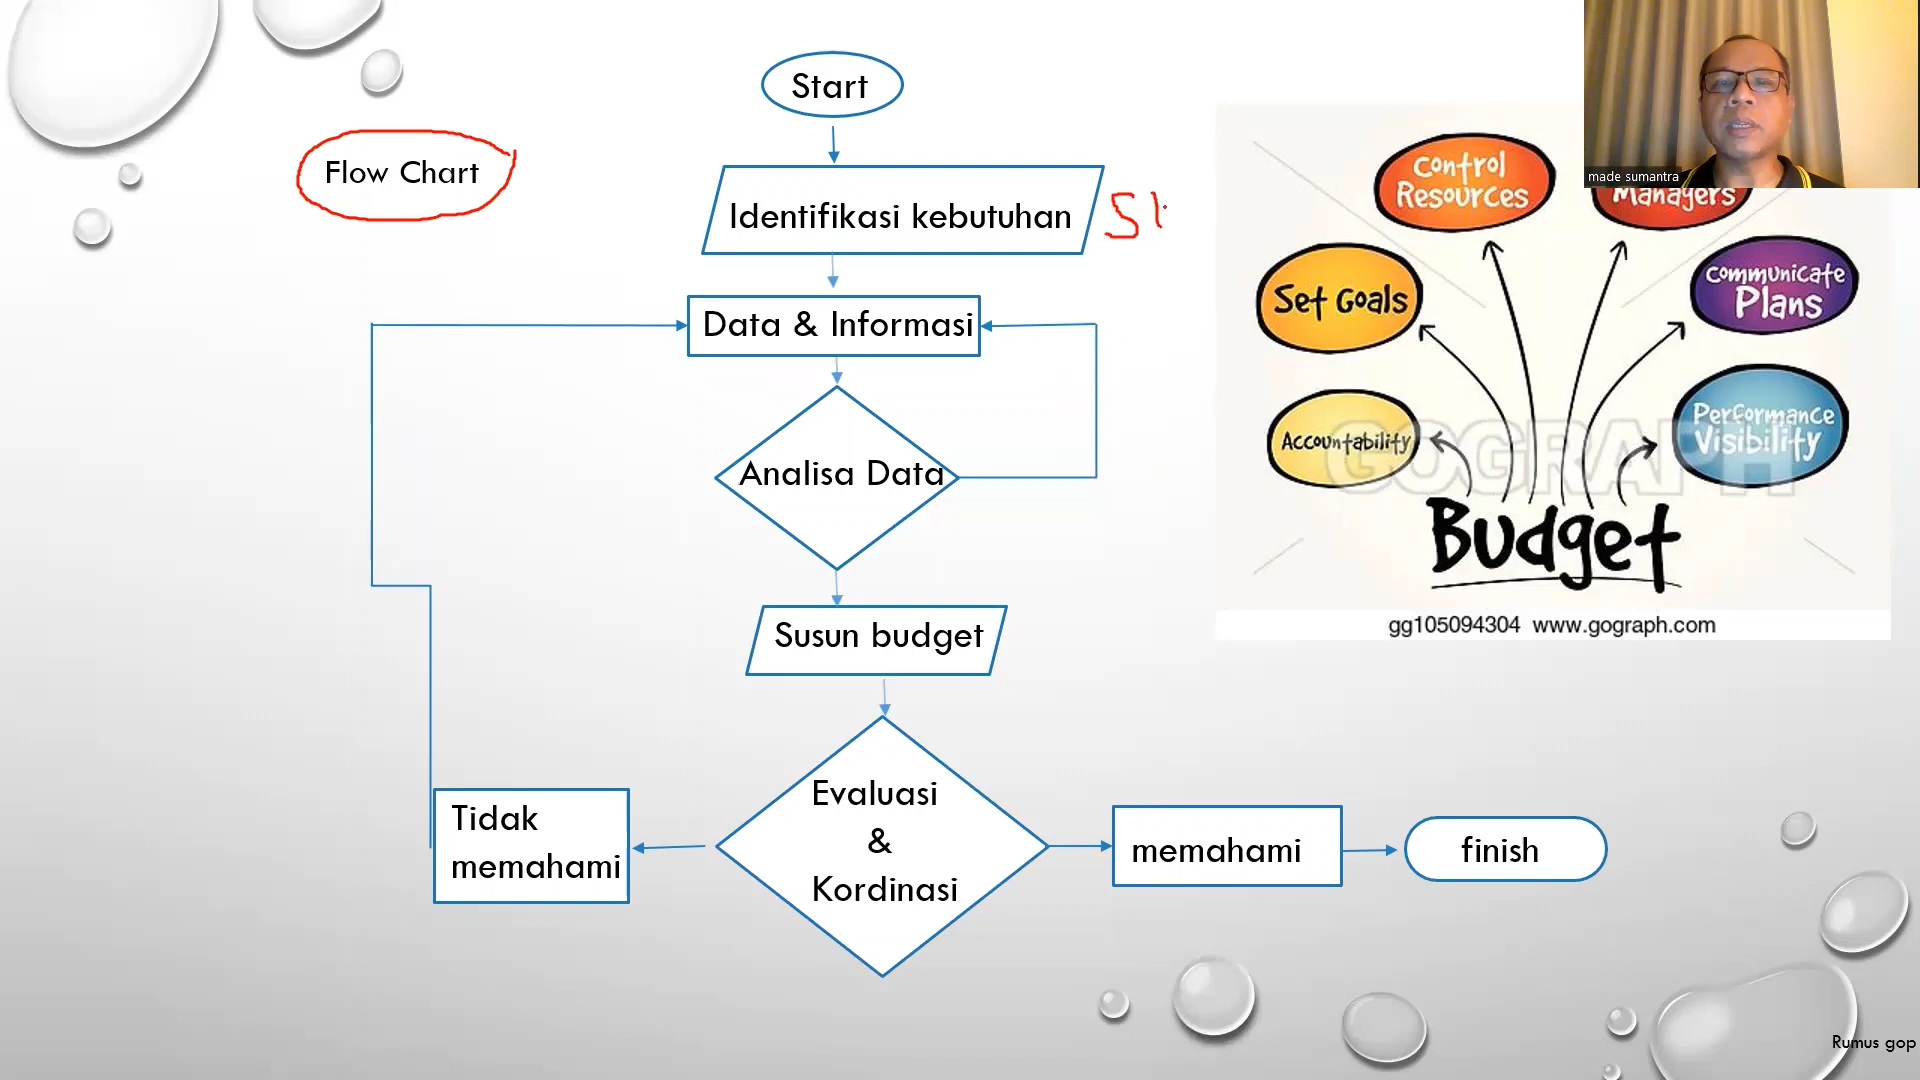 Start
Flow Chart
Identifikasi kebutuhan
Data & Informasi
Analisa Data
Susun budget
Evaluasi
&
Kordinasi
Tidak
memahami
memahami
finish
made sumantra
Control
Resources
Managers
Set Goals
Communicate
Plans
Accountability
Performance
Visibility
GOGRAPH
Budget
gg105094304 www.gograph.com
Rumus gop